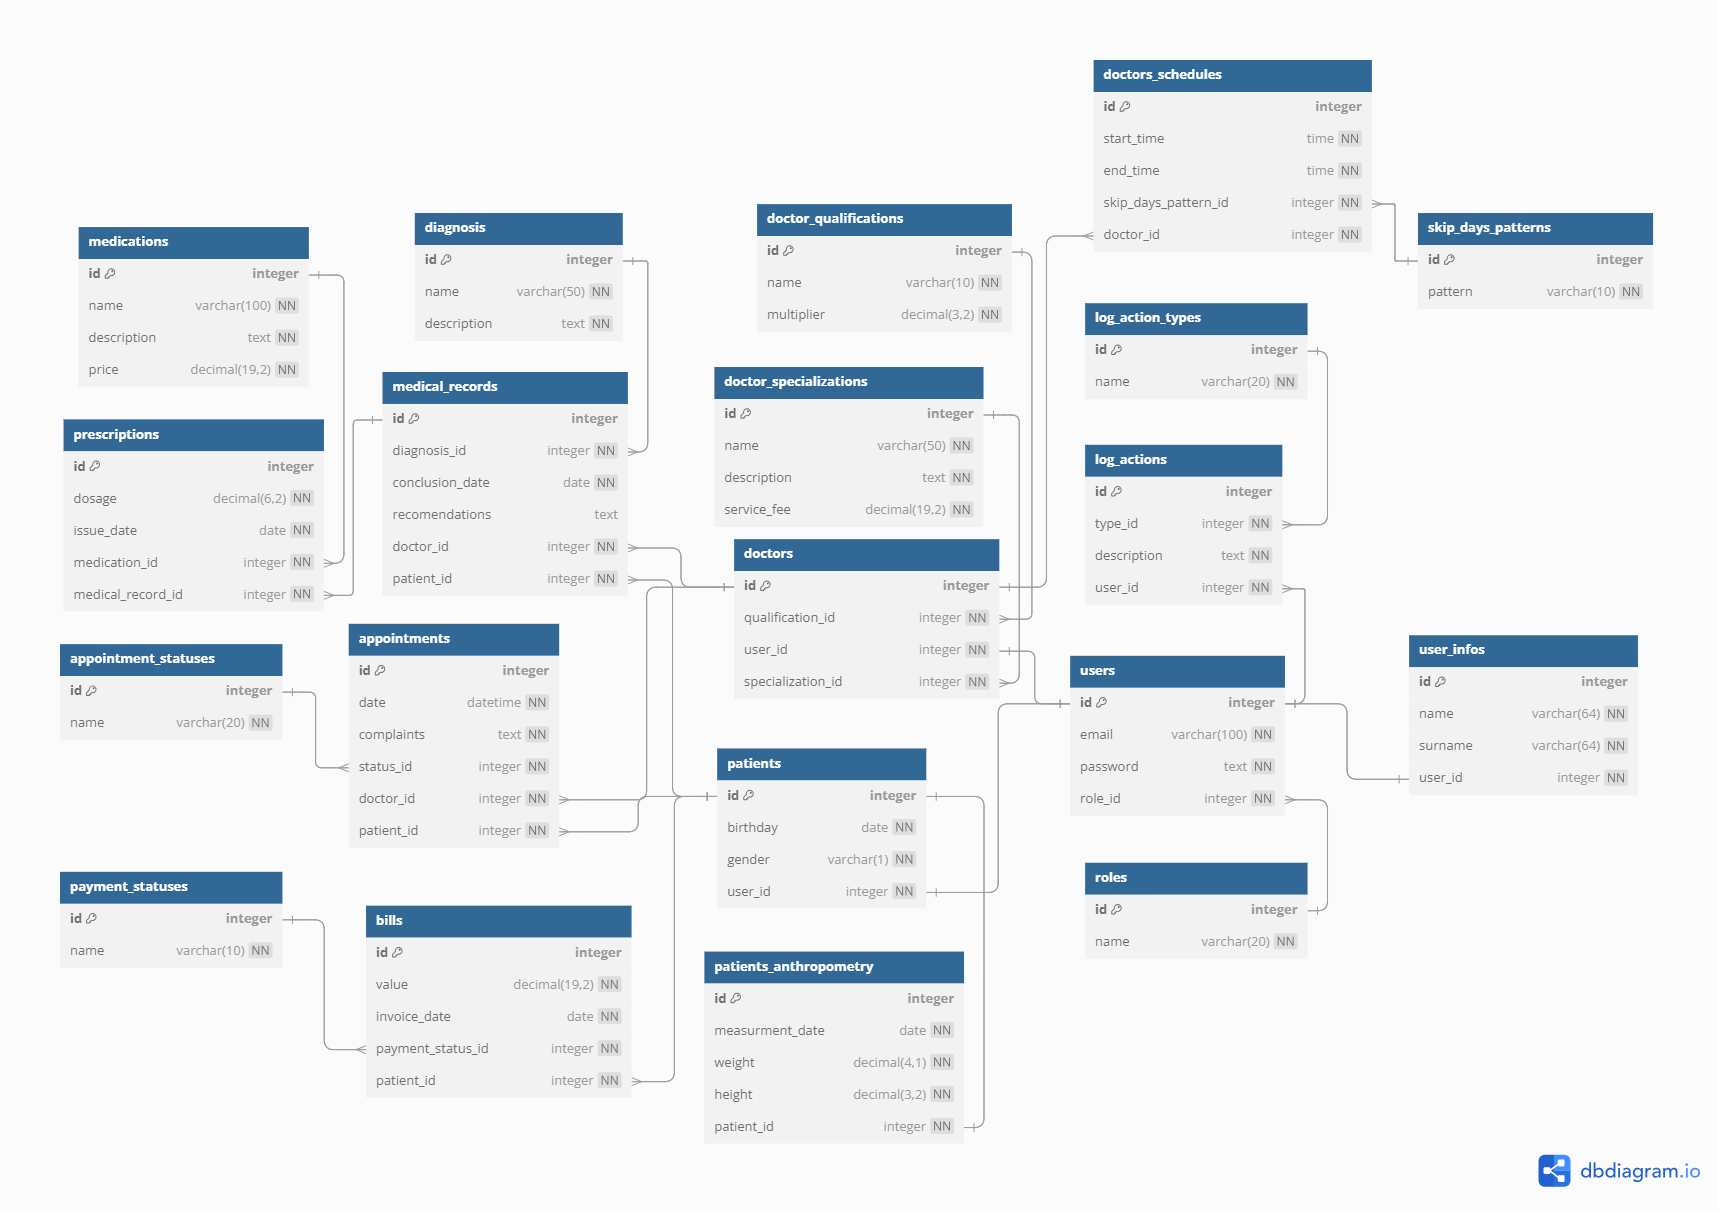 doctors_schedules
id integer
start_time time NN
end_time time NN
skip_days_pattern_id integer NN
doctor_id integer NN
skip_days_patterns
id integer
pattern varchar(10) NN
medications
id integer
name varchar(100) NN
description text NN
price decimal(19,2) NN
diagnosis
id integer
name varchar(50) NN
description text NN
doctor_qualifications
id integer
name varchar(10) NN
multiplier decimal(3,2) NN
log_action_types
id integer
name varchar(20) NN
prescriptions
id integer
dosage decimal(6,2) NN
issue_date date NN
medication_id integer NN
medical_record_id integer NN
medical_records
id integer
diagnosis_id integer NN
conclusion_date date NN
recomendations text
doctor_id integer NN
patient_id integer NN
doctor_specializations
id integer
name varchar(50) NN
description text NN
service_fee decimal(19,2) NN
log_actions
id integer
type_id integer NN
description text NN
user_id integer NN
doctors
id integer
qualification_id integer NN
user_id integer NN
specialization_id integer NN
appointment_statuses
id integer
name varchar(20) NN
appointments
id integer
date datetime NN
complaints text NN
status_id integer NN
doctor_id integer NN
patient_id integer NN
users
id integer
email varchar(100) NN
password text NN
role_id integer NN
user_infos
id integer
name varchar(64) NN
surname varchar(64) NN
user_id integer NN
patients
id integer
birthday date NN
gender varchar(1) NN
user_id integer NN
payment_statuses
id integer
name varchar(10) NN
bills
id integer
value decimal(19,2) NN
invoice_date date NN
payment_status_id integer NN
patient_id integer NN
roles
id integer
name varchar(20) NN
patients_anthropometry
id integer
measurment_date date NN
weight decimal(4,1) NN
height decimal(3,2) NN
patient_id integer NN
dbdiagram.io